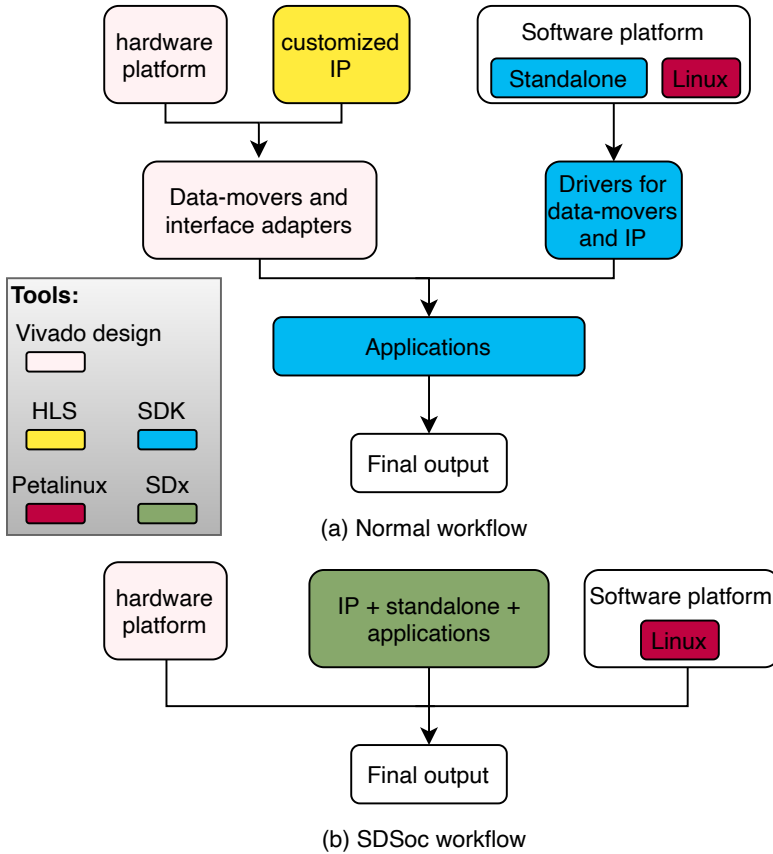 hardware
platform
customized
IP
Software platform
Standalone
Linux
Data-movers and
interface adapters
Drivers for
data-movers
and IP
Tools:
Vivado design
HLS
SDK
Petalinux
SDx
Applications
Final output
(a) Normal workflow
hardware
platform
IP + standalone +
applications
Software platform
Linux
Final output
(b) SDSoc workflow